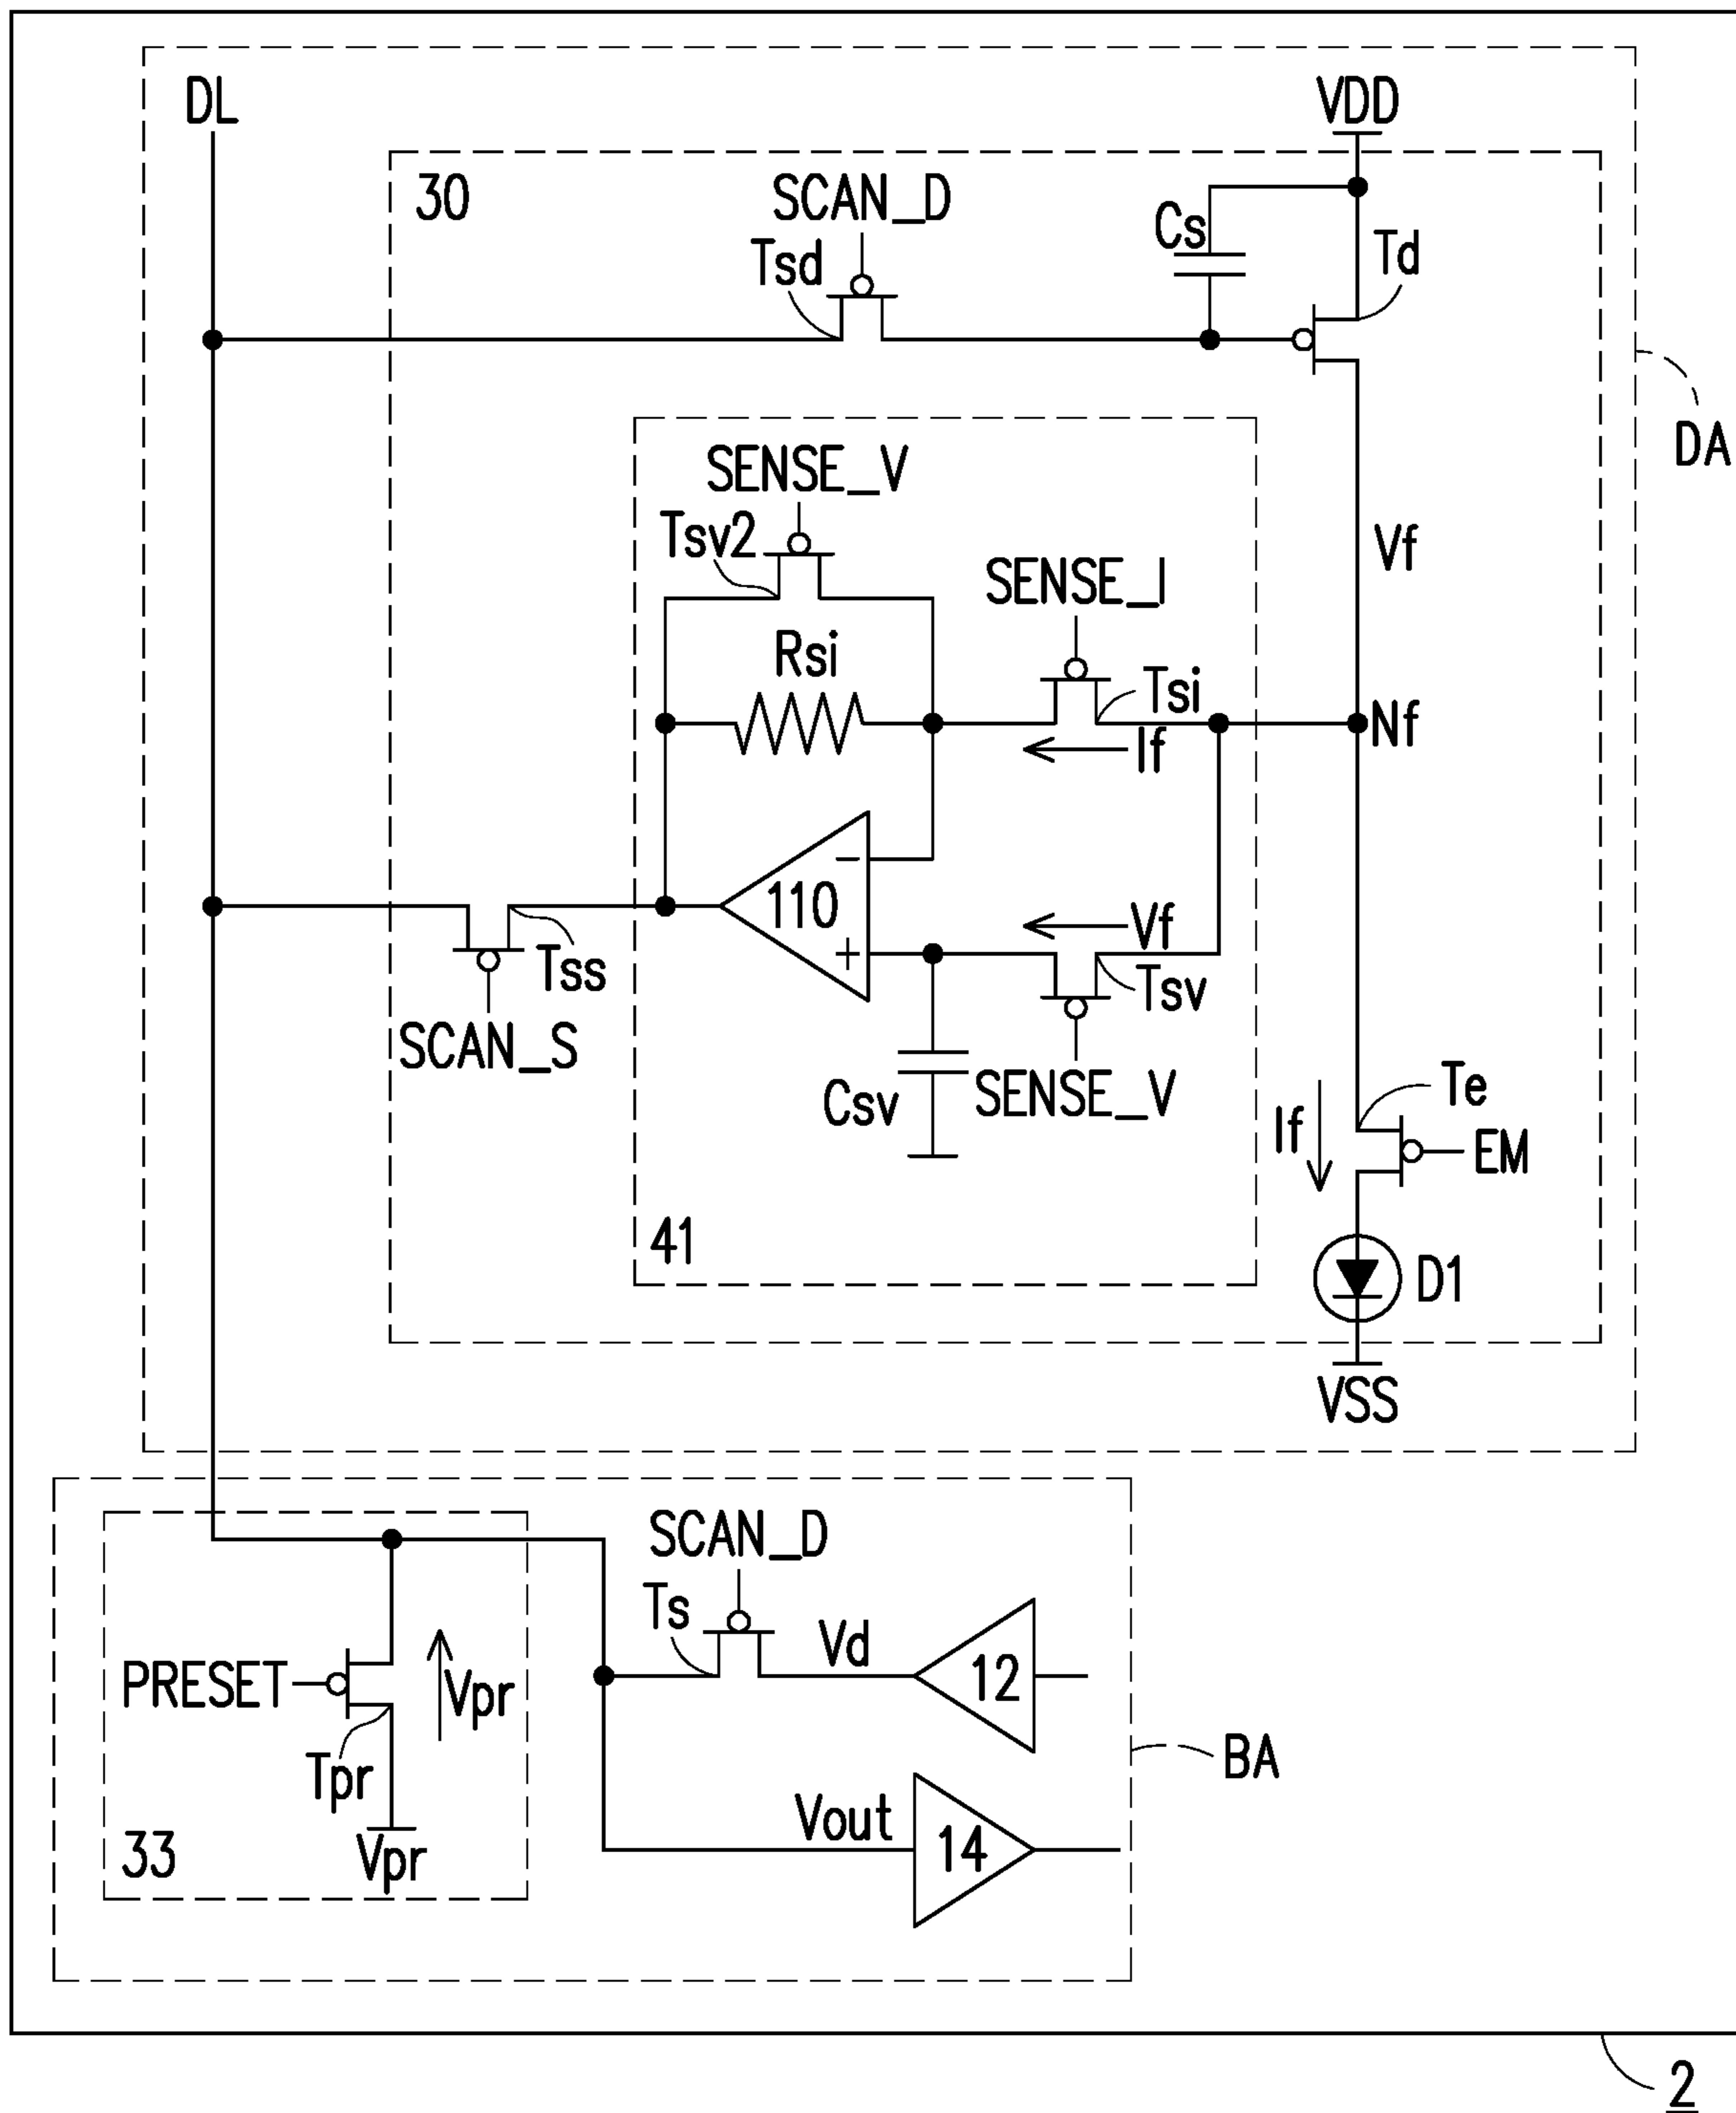 DL
VDD
30
SCAN_D
Cs
Td
Tsd
DA
SENSE_V
Tsv2
Vf
SENSE_I
Rsi
Tsi
Nf
If
110
−
+
Vf
Tss
Tsv
SCAN_S
Csv
SENSE_V
Te
If
EM
41
D1
VSS
SCAN_D
Ts
Vd
12
PRESET
Vpr
Tpr
BA
Vout
14
33
Vpr
2